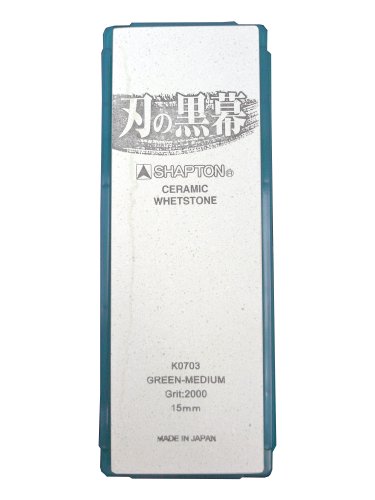 刃の黒幕
SHAPTON®
CERAMIC
WHETSTONE
K0703
GREEN-MEDIUM
Grit:2000
15mm
MADE IN JAPAN